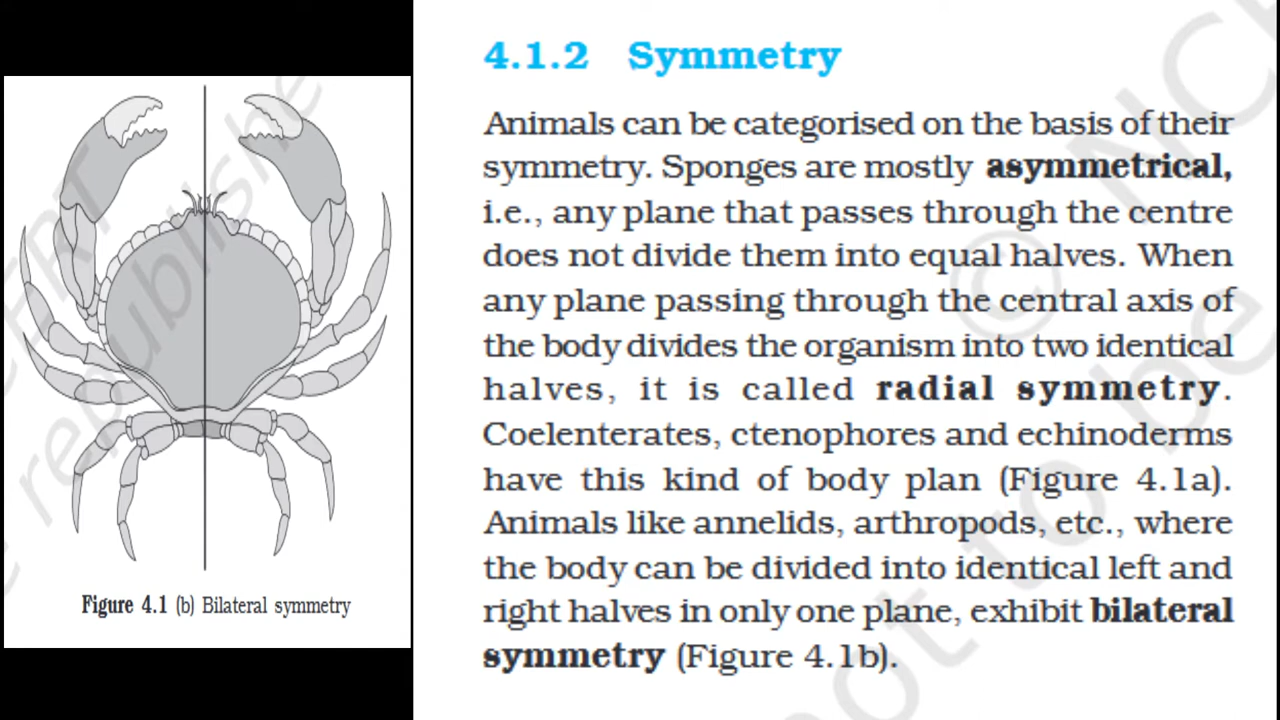 4.1.2 Symmetry
Animals can be categorised on the basis of their
symmetry. Sponges are mostly asymmetrical,
i.e., any plane that passes through the centre
does not divide them into equal halves. When
any plane passing through the central axis of
the body divides the organism into two identical
halves, it is called radial symmetry.
Coelenterates, ctenophores and echinoderms
have this kind of body plan (Figure 4.1a).
Animals like annelids, arthropods, etc., where
the body can be divided into identical left and
right halves in only one plane, exhibit bilateral
symmetry (Figure 4.1b).
Figure 4.1 (b) Bilateral symmetry